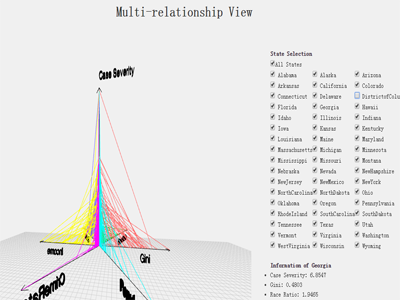 Multi-relationship View
Case Severity
State Selection
All States
Alabama Alaska Arizona
Arkansas California Colorado
Connecticut Delaware DistrictofColu
Florida Georgia Hawaii
Idaho Illinois Indiana
Iowa Kansas Kentucky
Louisiana Maine Maryland
Massachusetts Michigan Minnesota
Mississippi Missouri Montana
Nebraska Nevada NewHampshire
NewJersey NewMexico NewYork
NorthCarolina NorthDakota Ohio
Oklahoma Oregon Pennsylvania
RhodeIsland SouthCarolina SouthDakota
Tennessee Texas Utah
Vermont Virginia Washington
WestVirginia Wisconsin Wyoming
income
Gini
Information of Georgia
Case Severity: 6.8547
Gini: 0.4803
Race Ratio: 1.9465